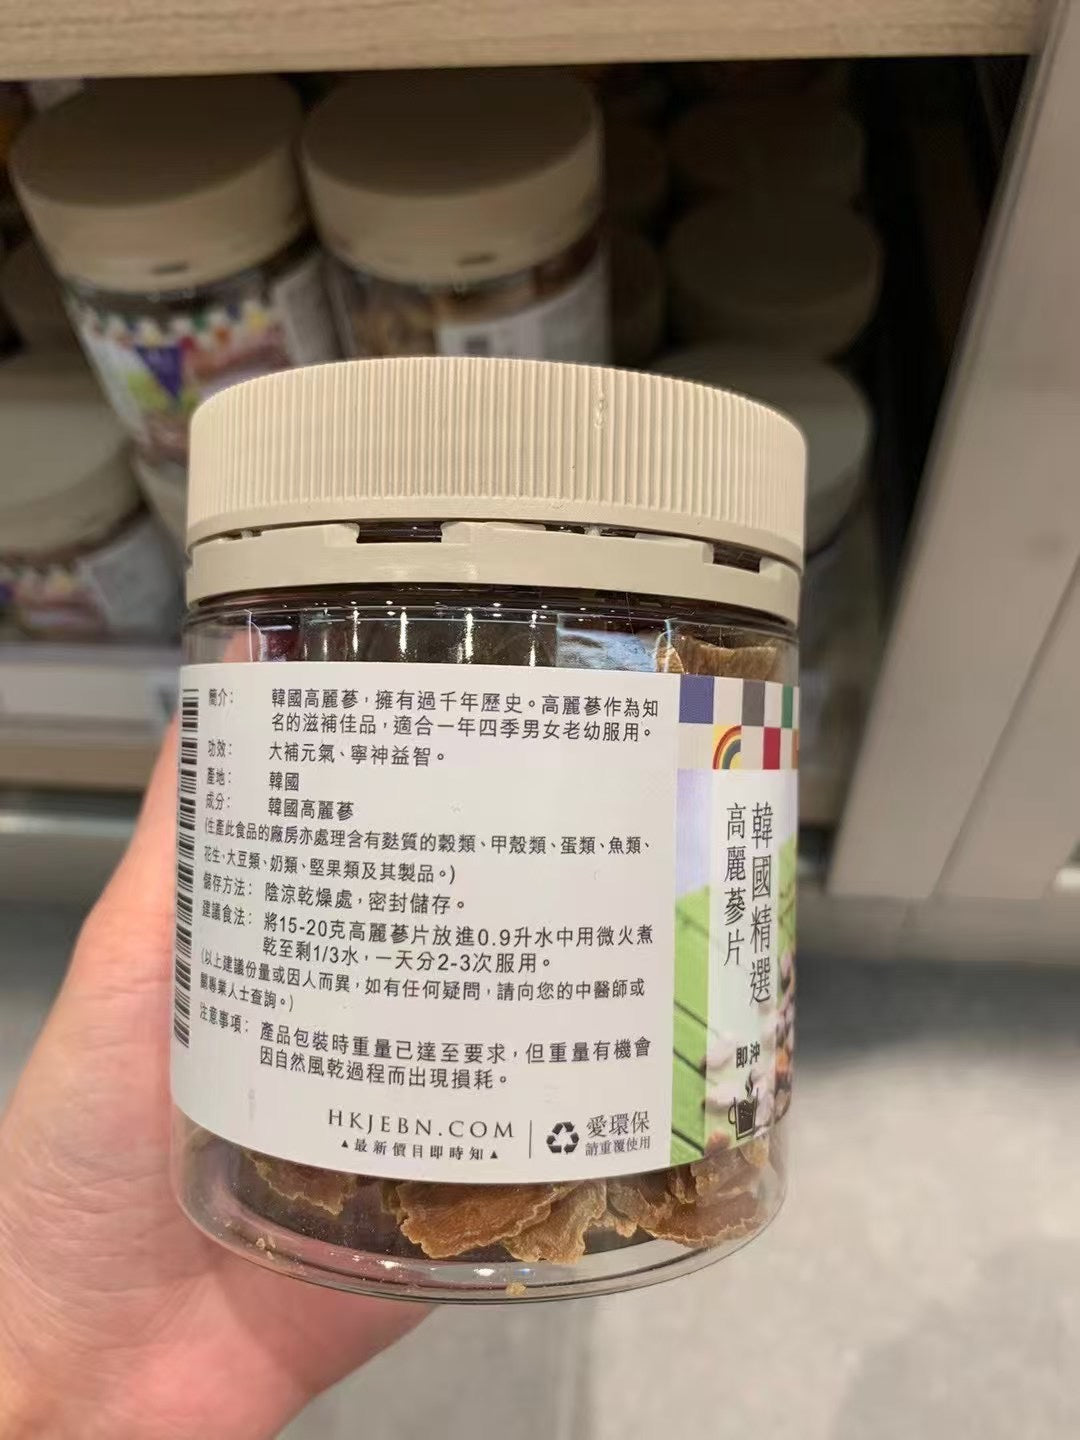 簡介： 韓國高麗蔘，擁有過千年歷史。高麗蔘作為知
名的滋補佳品，適合一年四季男女老幼服用。
功效： 大補元氣、寧神益智。
產地： 韓國
成分： 韓國高麗蔘
(生產此食品的廠房亦處理含有麩質的穀類、甲殼類、蛋類、魚類、
花生、大豆類、奶類、堅果類及其製品。)
儲存方法： 陰涼乾燥處，密封儲存。
建議食法： 將15-20克高麗蔘片放進0.9升水中用微火煮
乾至剩1/3水，一天分2-3次服用。
(以上建議份量或因人而異，如有任何疑問，請向您的中醫師或
關專業人士查詢。)
注意事項： 產品包裝時重量已達至要求，但重量有機會
因自然風乾過程而出現損耗。
HKJEBN.COM
▲最新價目即時知▲
愛環保
請重覆使用
韓國精選
高麗蔘片
即沖